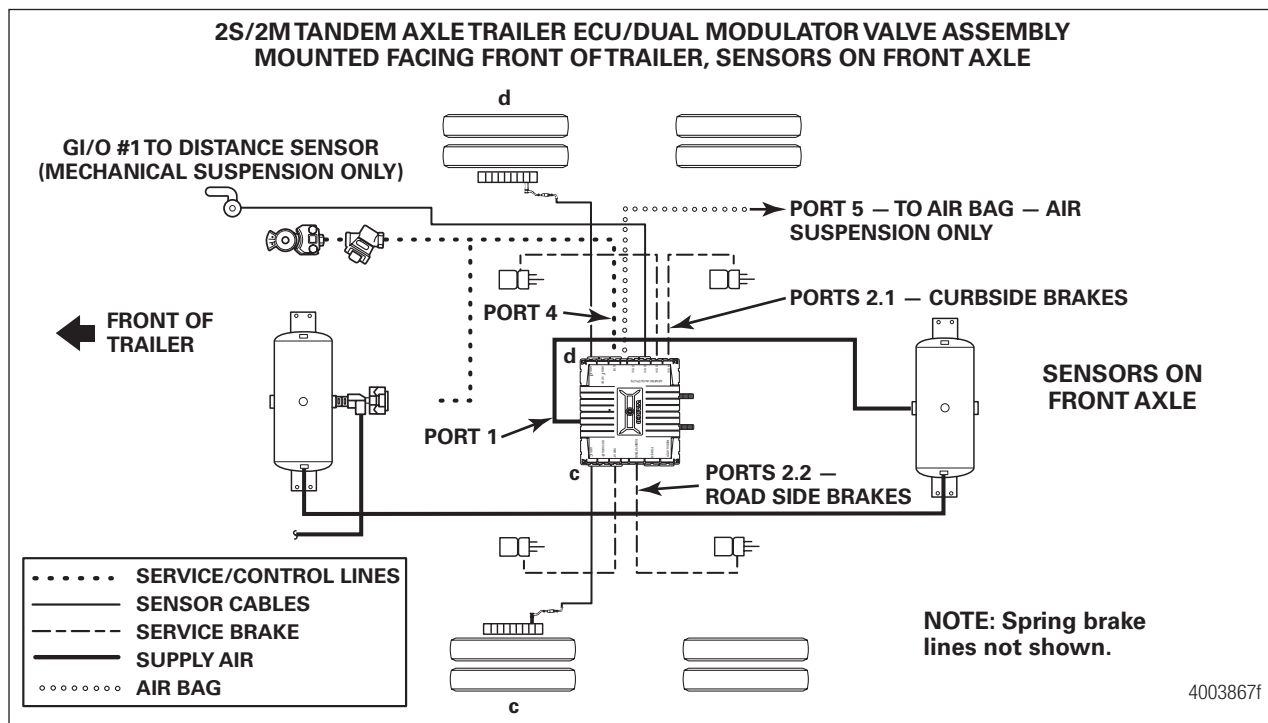 2S/2M TANDEM AXLE TRAILER ECU/DUAL MODULATOR VALVE ASSEMBLY
MOUNTED FACING FRONT OF TRAILER, SENSORS ON FRONT AXLE
d
GI/O #1 TO DISTANCE SENSOR
(MECHANICAL SUSPENSION ONLY)
PORT 5 — TO AIR BAG — AIR
SUSPENSION ONLY
PORT 4
PORTS 2.1 — CURBSIDE BRAKES
FRONT OF
TRAILER
d
SENSORS ON
FRONT AXLE
PORT 1
c
PORTS 2.2 —
ROAD SIDE BRAKES
SERVICE/CONTROL LINES
SENSOR CABLES
SERVICE BRAKE
SUPPLY AIR
AIR BAG
NOTE: Spring brake
lines not shown.
c
4003867f